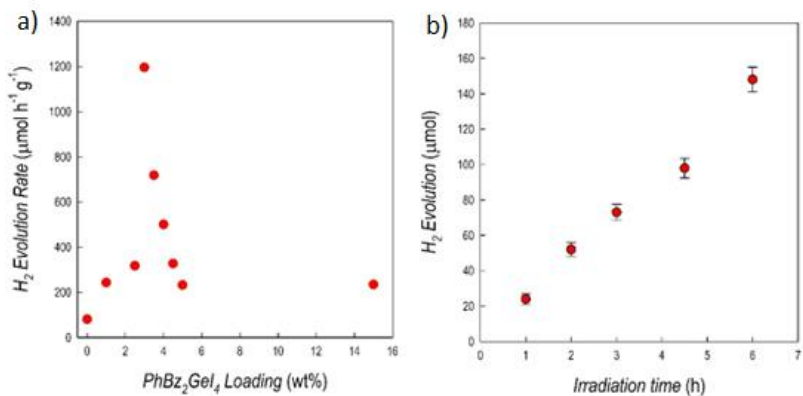 a)
H₂ Evolution Rate (μmol h⁻¹ g⁻¹)
1400
1200
1000
800
600
400
200
0
0 2 4 6 8 10 12 14 16
PhBz₂GeI₄ Loading (wt%)
b)
H₂ Evolution (μmol)
180
160
140
120
100
80
60
40
20
0
0 1 2 3 4 5 6 7
Irradiation time (h)